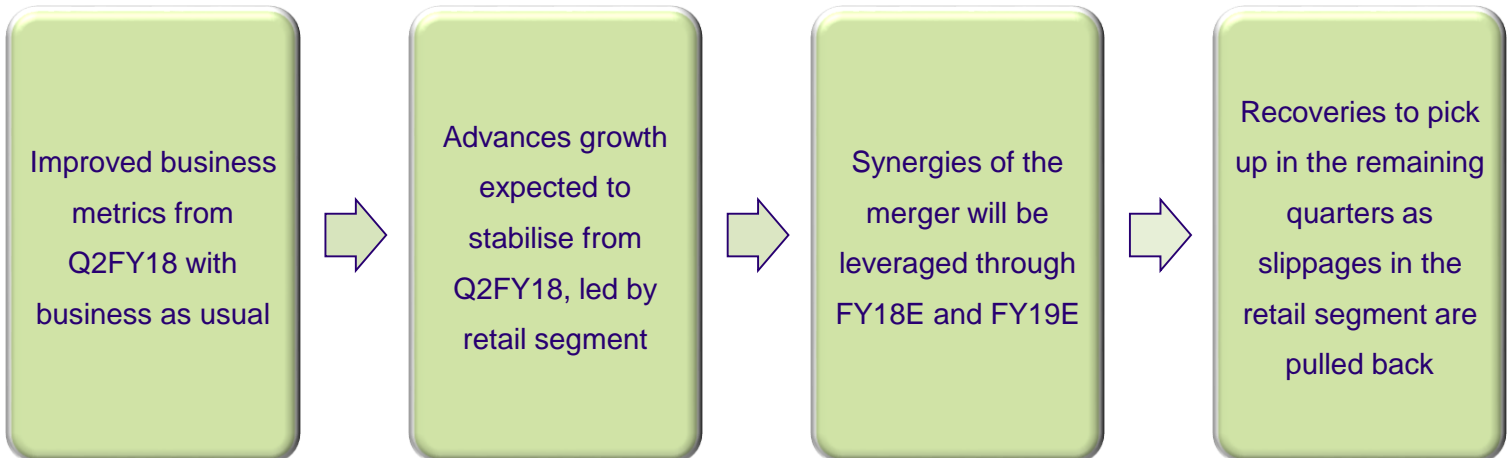 Improved business
metrics from
Q2FY18 with
business as usual
Advances growth
expected to
stabilise from
Q2FY18, led by
retail segment
Synergies of the
merger will be
leveraged through
FY18E and FY19E
Recoveries to pick
up in the remaining
quarters as
slippages in the
retail segment are
pulled back